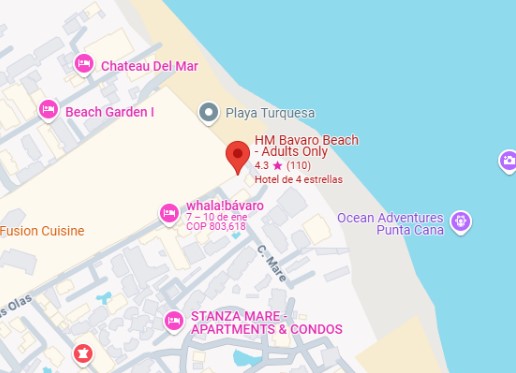 Chateau Del Mar
Beach Garden I
Playa Turquesa
HM Bavaro Beach
- Adults Only
4.3 ★ (110)
Hotel de 4 estrellas
whala!bávaro
7 – 10 de ene
COP 803,618
Fusion Cuisine
Ocean Adventures
Punta Cana
C. Mare
Olas
STANZA MARE -
APARTMENTS & CONDOS